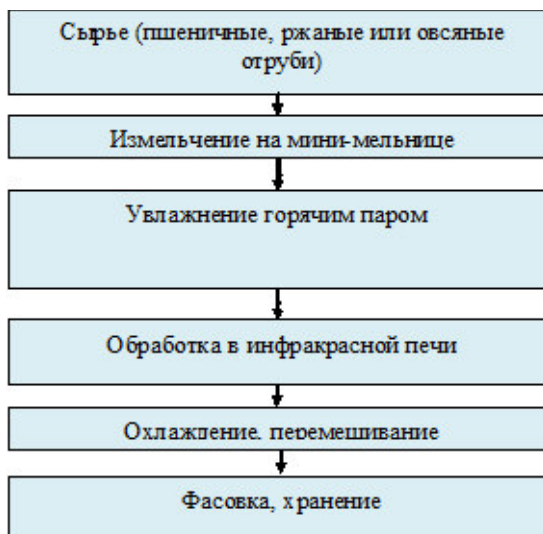 Сырье (пшеничные, ржаные или овсяные
отруби)
Измельчение на мини-мельнице
Увлажнение горячим паром
Обработка в инфракрасной печи
Охлаждение, перемешивание
Фасовка, хранение